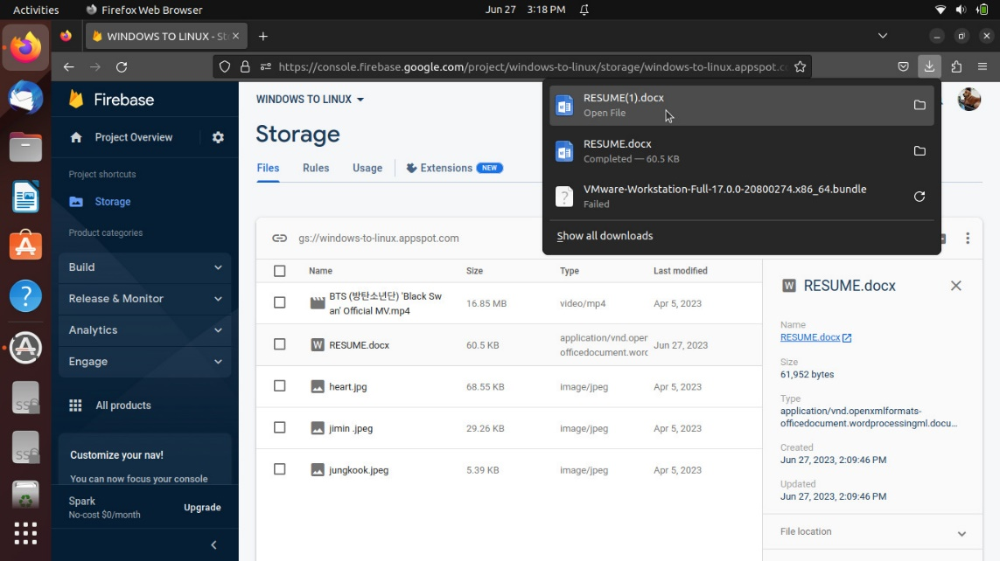 Activities
Firefox Web Browser
Jun 27 3:18 PM
WINDOWS TO LINUX - St
https://console.firebase.google.com/project/windows-to-linux/storage/windows-to-linux.appspot.c
Firebase
Project Overview
Project shortcuts
Storage
Product categories
Build
Release & Monitor
Analytics
Engage
All products
Customize your nav!
You can now focus your console
Spark
No-cost $0/month
Upgrade
WINDOWS TO LINUX
Storage
Files Rules Usage Extensions NEW
RESUME(1).docx
Open File
RESUME.docx
Completed — 60.5 KB
VMware-Workstation-Full-17.0.0-20800274.x86_64.bundle
Failed
Show all downloads
gs://windows-to-linux.appspot.com
Name Size Type Last modified
BTS (방탄소년단) 'Black Sw
an' Official MV.mp4
16.85 MB video/mp4 Apr 5, 2023
RESUME.docx 60.5 KB
application/vnd.oper
officedocument.word
Jun 27, 2023
heart.jpg 68.55 KB image/jpeg Apr 5, 2023
jimin .jpeg 29.26 KB image/jpeg Apr 5, 2023
jungkook.jpeg 5.39 KB image/jpeg Apr 5, 2023
RESUME.docx
Name
RESUME.docx
Size
61,952 bytes
Type
application/vnd.openxmlformats-
officedocument.wordprocessingml.docu...
Created
Jun 27, 2023, 2:09:46 PM
Updated
Jun 27, 2023, 2:09:46 PM
File location